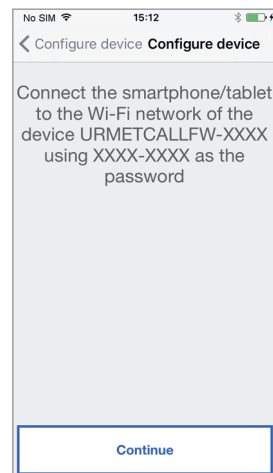 No SIM 15:12
Configure device Configure device
Connect the smartphone/tablet
to the Wi-Fi network of the
device URMETCALLFW-XXXX
using XXXX-XXXX as the
password
Continue